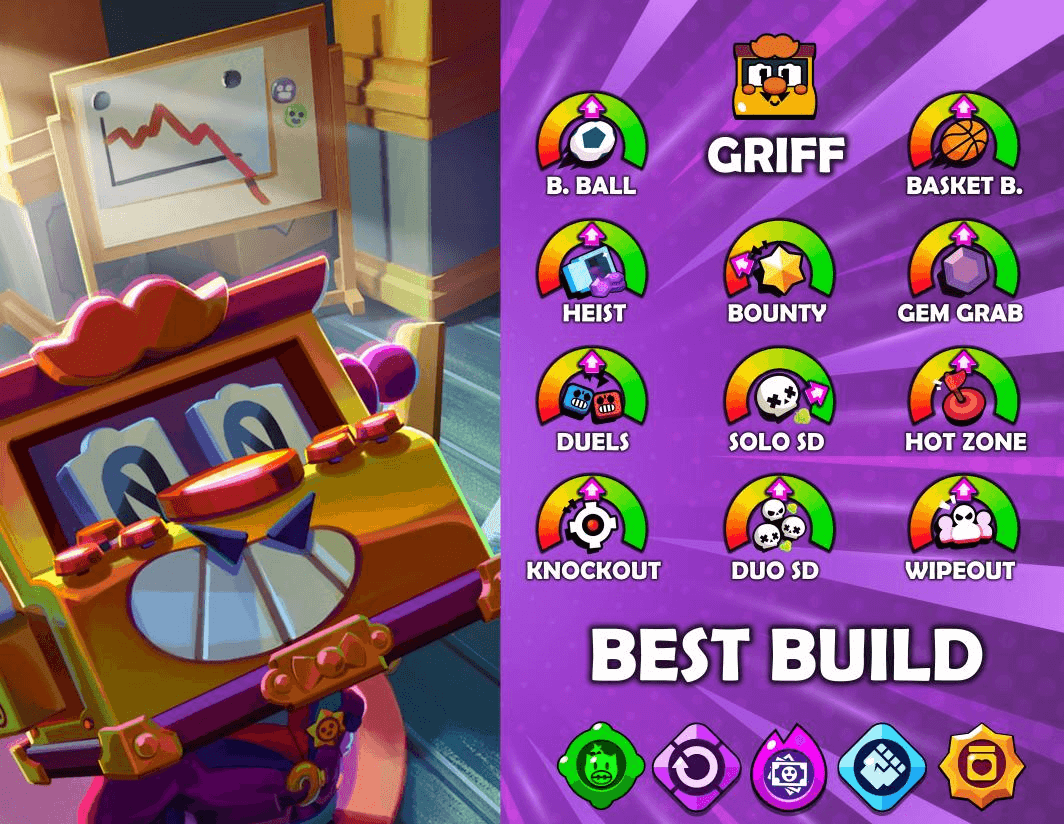 GRIFF
B. BALL
BASKET B.
HEIST
BOUNTY
GEM GRAB
DUELS
SOLO SD
HOT ZONE
KNOCKOUT
DUO SD
WIPEOUT
BEST BUILD